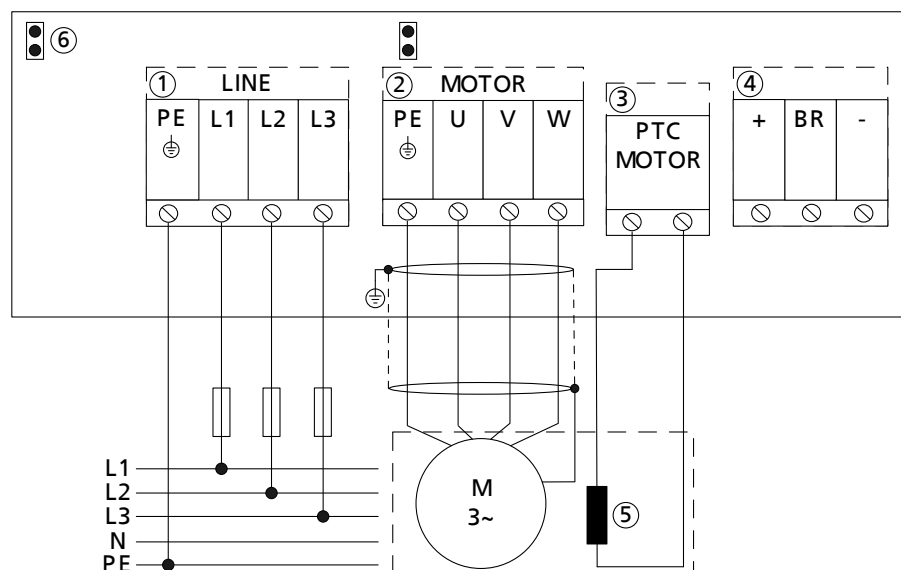 ⑥
① LINE
PE L1 L2 L3
② MOTOR
PE U V W
③
PTC
MOTOR
④
+ BR -
L1
L2
L3
N
PE
M
3~
⑤